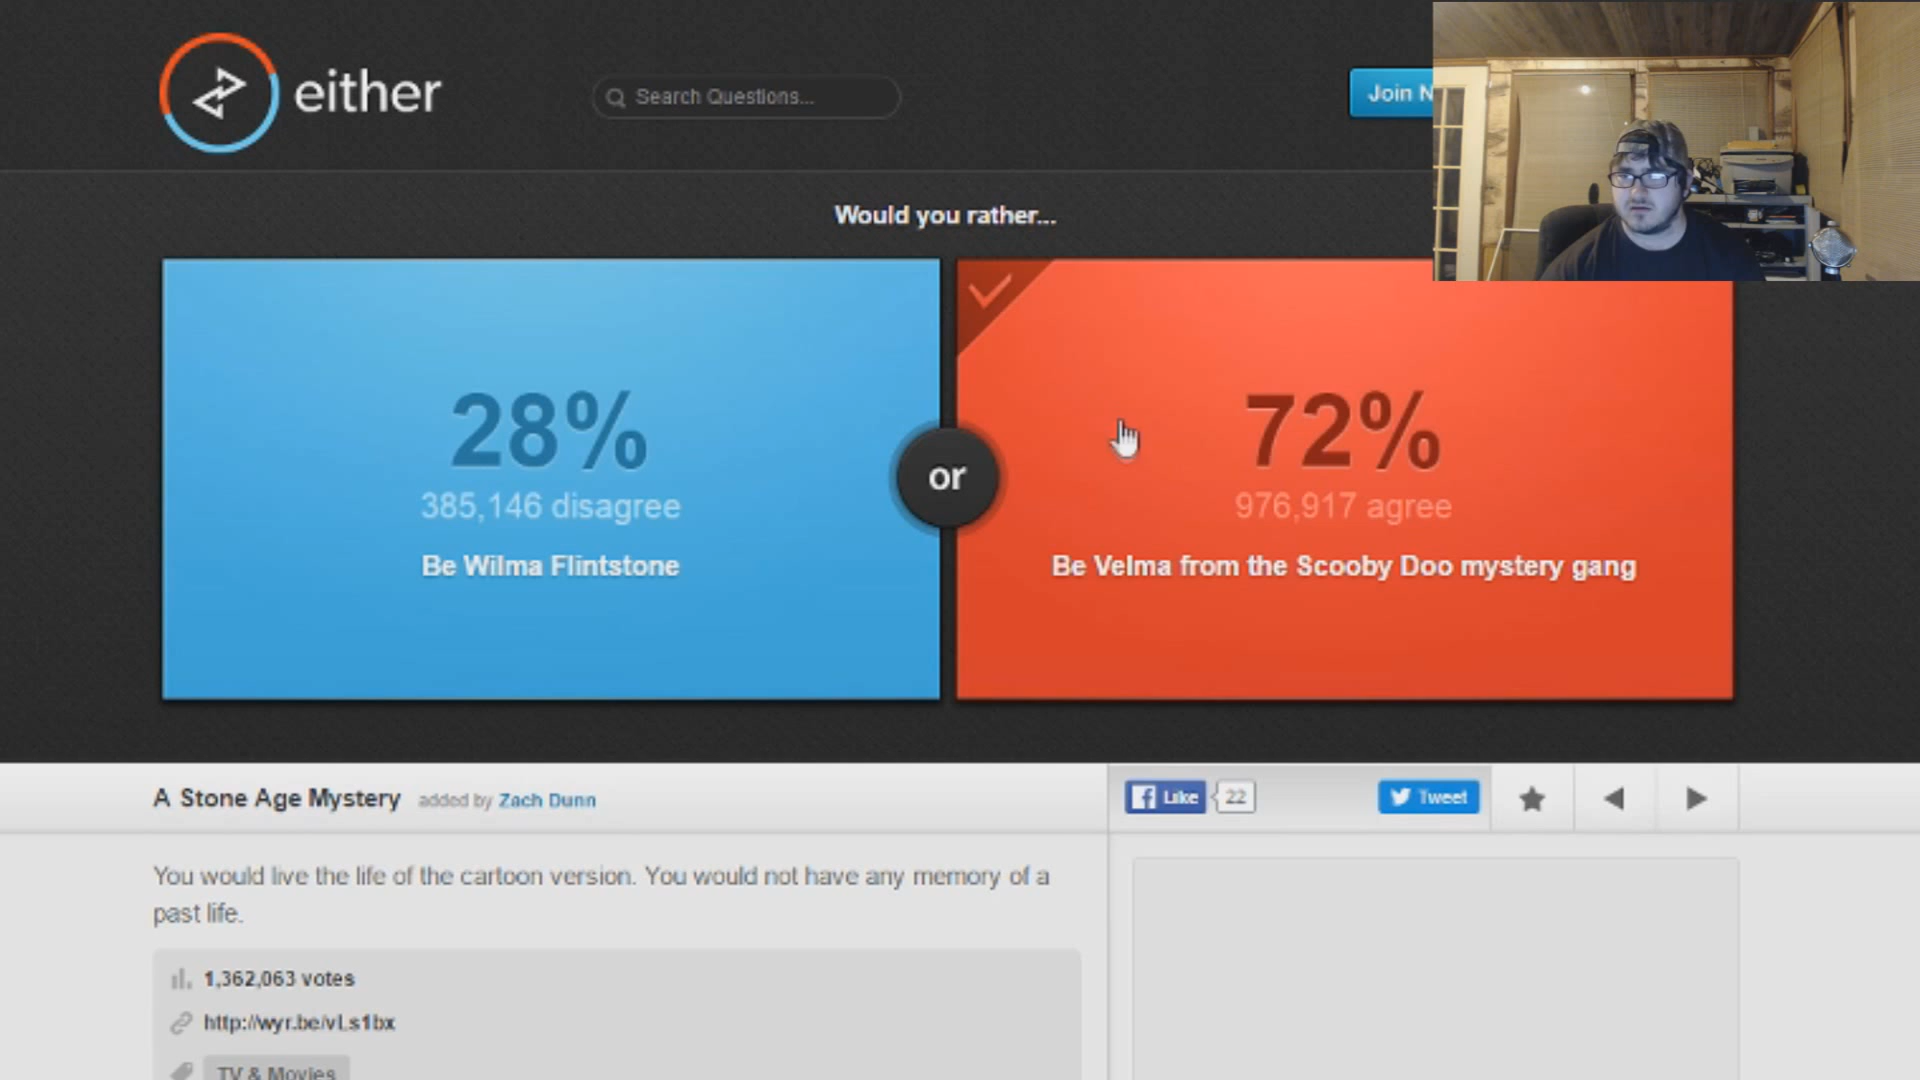 either
Search Questions...
Join N
Would you rather...
28%
385,146 disagree
Be Wilma Flintstone
or
72%
976,917 agree
Be Velma from the Scooby Doo mystery gang
A Stone Age Mystery added by Zach Dunn
Like 22
Tweet
You would live the life of the cartoon version. You would not have any memory of a
past life.
1,362,063 votes
http://wyr.be/vLs1bx
TV & Movies